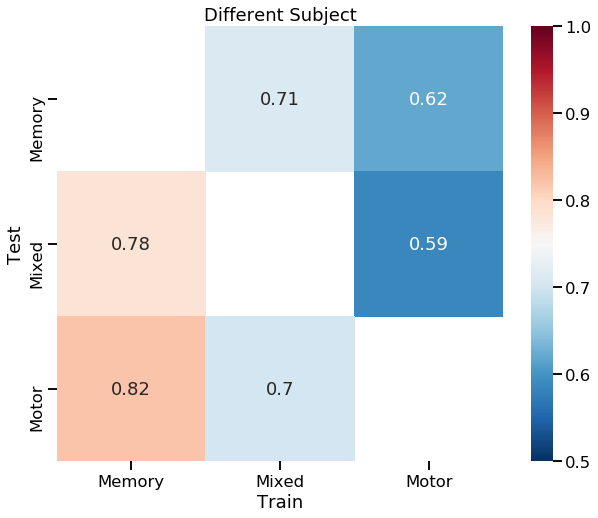 Different Subject
Test
Memory
Mixed
Motor
0.71
0.62
0.78
0.59
0.82
0.7
Memory
Mixed
Motor
Train
1.0
0.9
0.8
0.7
0.6
0.5